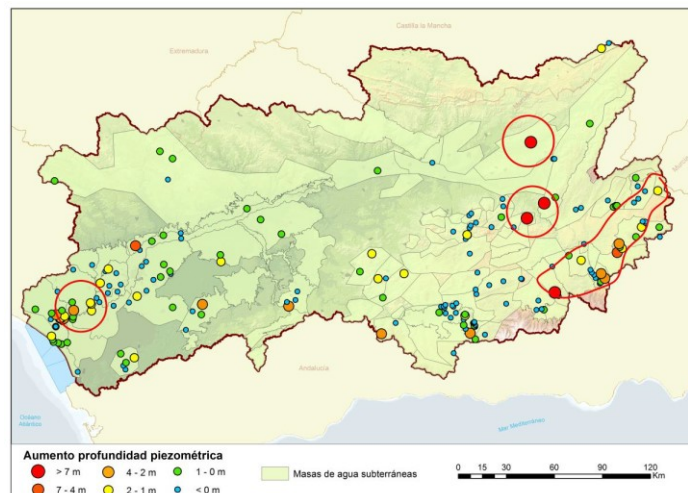 Castilla la Mancha
Extremadura
Murcia
Andalucía
Océano
Atlántico
Mar Mediterráneo
Aumento profundidad piezométrica
> 7 m
4 - 2 m
1 - 0 m
Masas de agua subterráneas
7 - 4 m
2 - 1 m
< 0 m
0 15 30 60 90 120
Km